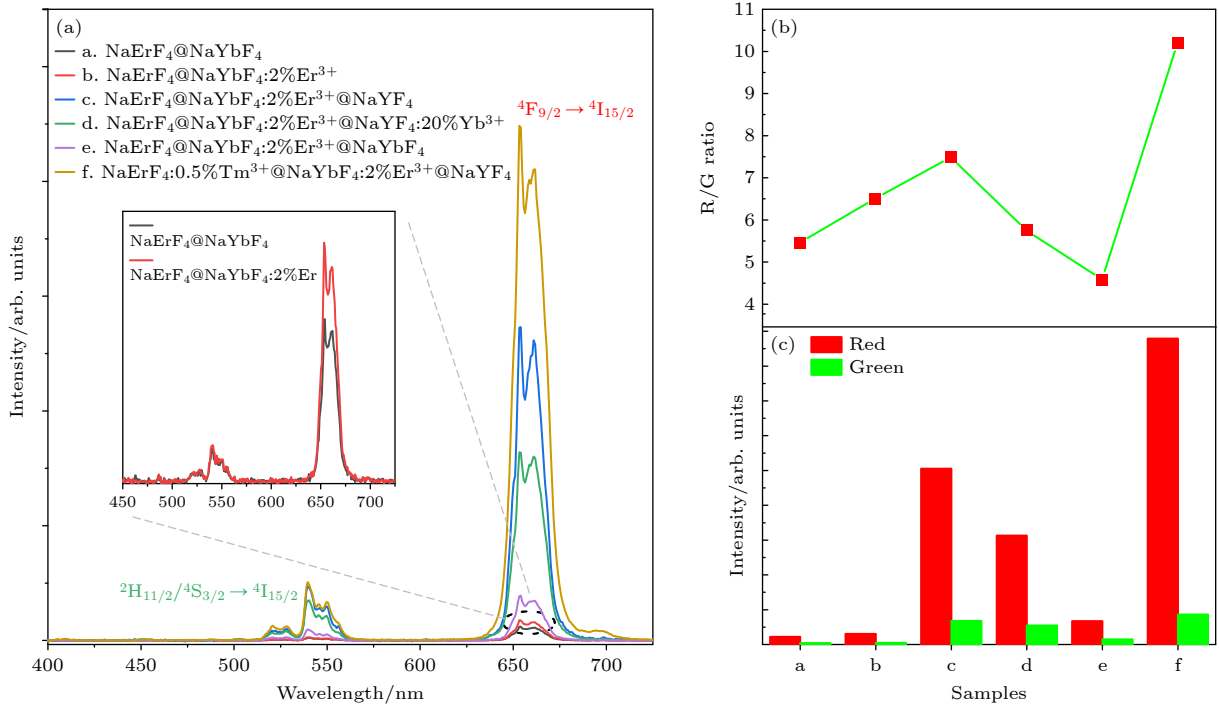 (a)
a. NaErF₄@NaYbF₄
b. NaErF₄@NaYbF₄:2%Er³⁺
c. NaErF₄@NaYbF₄:2%Er³⁺@NaYF₄
d. NaErF₄@NaYbF₄:2%Er³⁺@NaYF₄:20%Yb³⁺
e. NaErF₄@NaYbF₄:2%Er³⁺@NaYbF₄
f. NaErF₄:0.5%Tm³⁺@NaYbF₄:2%Er³⁺@NaYF₄
⁴F₉/₂→⁴I₁₅/₂
NaErF₄@NaYbF₄
NaErF₄@NaYbF₄:2%Er
450 500 550 600 650 700
²H₁₁/₂/⁴S₃/₂→⁴I₁₅/₂
Intensity/arb. units
400 450 500 550 600 650 700
Wavelength/nm
(b)
11
10
9
8
7
6
5
4
R/G ratio
(c)
Red
Green
Intensity/arb. units
a b c d e f
Samples